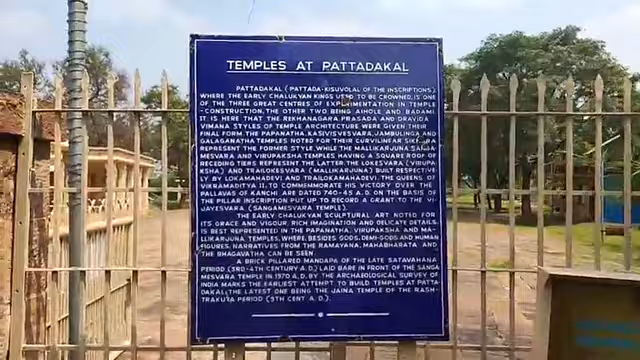 TEMPLES AT PATTADAKAL
PATTADAKAL (PATTADA-KISUVOLAL OF THE INSCRIPTIONS)
WHERE THE EARLY CHALUKYAN KINGS USED TO BE CROWNED, IS ONE
OF THE THREE GREAT CENTRES OF EXPERIMENTATION IN TEMPLE-
CONSTRUCTION, THE OTHER TWO BEING AIHOLE AND BADAMI.
IT IS HERE THAT THE REKHANAGARA PRASADA AND DRAVIDA
VIMANA STYLES OF TEMPLE ARCHITECTURE WERE GIVEN THEIR
FINAL FORM. THE PAPANATHA, KASIVISVESVARA, JAMBULINGA AND
GALAGANATHA TEMPLES NOTED FOR THEIR CURVILINEAR SIKHARA
REPRESENT THE FORMER STYLE, WHILE THE MALLIKARJUNA, SANGA
MESVARA AND VIRUPAKSHA TEMPLES HAVING A SQUARE ROOF OF
RECEDING TIERS REPRESENT THE LATTER. THE LOKESVARA (VIRUPA-
KSHA) AND TRAILOKESVARA (MALLIKARJUNA) BUILT RESPECTIVE
LY BY LOKAMAHADEVI AND TRAILOKAMAHADEVI, THE QUEENS OF
VIKRAMADITYA II, TO COMMEMORATE HIS VICTORY OVER THE
PALLAVAS OF KANCHI ARE DATED 740-45 A.D. ON THE BASIS OF
THE PILLAR INSCRIPTION PUT UP TO RECORD A GRANT TO THE VI-
JAYESVARA (SANGAMESVARA TEMPLE).
THE EARLY CHALUKYAN SCULPTURAL ART NOTED FOR
ITS GRACE AND VIGOUR, RICH IMAGINATION AND DELICATE DETAILS,
IS BEST REPRESENTED IN THE PAPANATHA, VIRUPAKSHA AND MA-
LLIKARJUNA, TEMPLES, WHERE, BESIDES GODS, DEMI-GODS AND HUMAN
FIGURES, NARRATIVES FROM THE RAMAYANA, MAHABHARATA AND
THE BHAGAVATHA CAN BE SEEN.
A BRICK PILLARED MANDAPA OF THE LATE SATAVAHANA
PERIOD (3RD-4TH CENTURY A.D.) LAID BARE IN FRONT OF THE SANGA
MESVARA TEMPLE IN 1970 A.D. BY THE ARCHAEOLOGICAL SURVEY OF
INDIA MARKS THE EARLIEST ATTEMPT TO BUILD TEMPLES AT PATTA
DAKAL; THE LATEST ONE BEING THE JAINA TEMPLE OF THE RASH-
TRAKUTA PERIOD (9TH CENT A.D.).